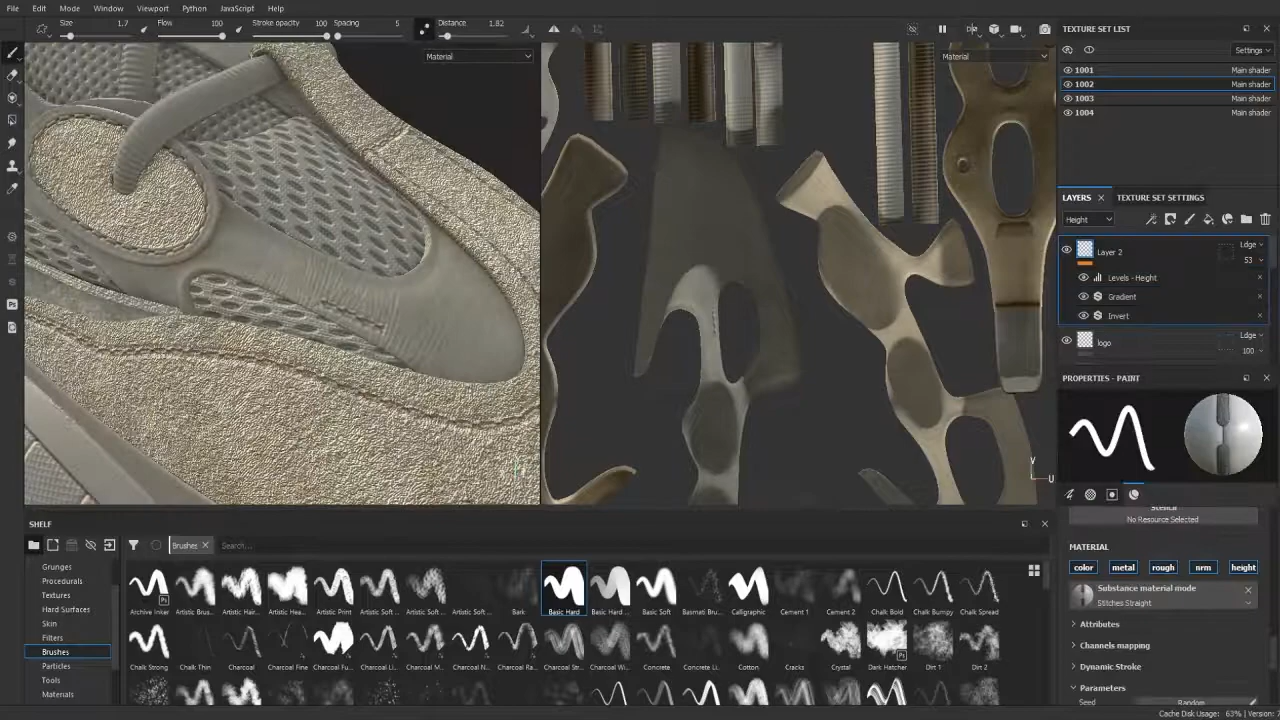 File Edit Mode Window Viewport Python JavaScript Help
Size 1.7 Flow 100 Stroke opacity 100 Spacing 5 Distance 1.82
Material
Material
TEXTURE SET LIST
Settings
1001 Main shader
1002 Main shader
1003 Main shader
1004 Main shader
LAYERS TEXTURE SET SETTINGS
Height
Layer 2 Ldge 53
Levels - Height
Gradient
Invert
logo Ldge 100
PROPERTIES - PAINT
V
U
Stencil
No Resource Selected
MATERIAL
color metal rough nrm height
Substance material mode
Stitches Straight
Attributes
Channels mapping
Dynamic Stroke
Parameters
Seed Random
SHELF
Brushes Search...
Grunges
Procedurals
Textures
Hard Surfaces
Skin
Filters
Brushes
Particles
Tools
Materials
Archive Inker Artistic Brus... Artistic Hair... Artistic Hea... Artistic Print Artistic Soft ... Artistic Soft ... Artistic Soft ... Bark Basic Hard Basic Hard ... Basic Soft Basmati Bru... Calligraphic Cement 1 Cement 2 Chalk Bold Chalk Bumpy Chalk Spread
Chalk Strong Chalk Thin Charcoal Charcoal Fine Charcoal Fu... Charcoal Li... Charcoal M... Charcoal N... Charcoal Ra... Charcoal Str... Charcoal Wi... Concrete Concrete Li... Cotton Cracks Crystal Dark Hatcher Dirt 1 Dirt 2
Cache Disk Usage: 63% | Version: